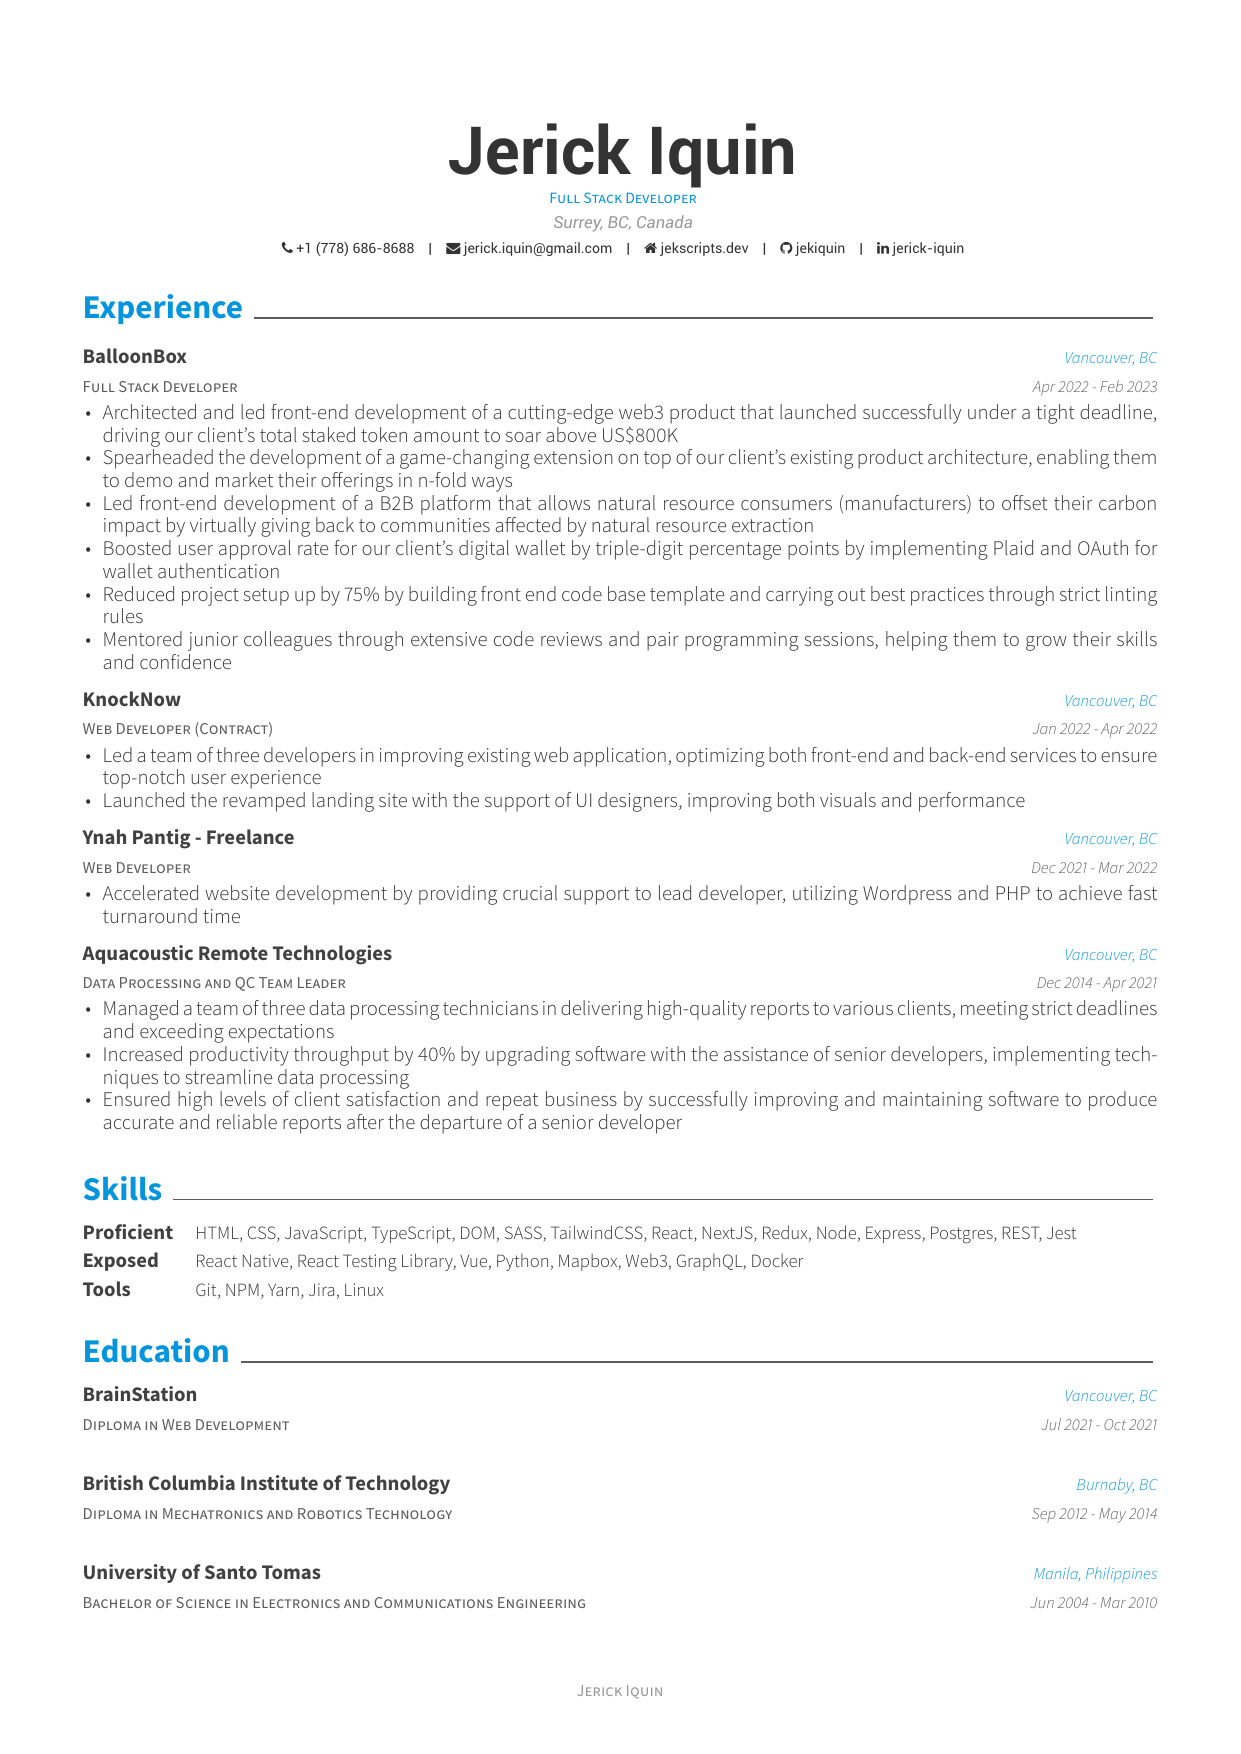 Jerick Iquin
Full Stack Developer
Surrey, BC, Canada
+1 (778) 686-8688 | jerick.iquin@gmail.com | jekscripts.dev | jekiquin | jerick-iquin
Experience
BalloonBox Vancouver, BC
Full Stack Developer Apr 2022 - Feb 2023
• Architected and led front-end development of a cutting-edge web3 product that launched successfully under a tight deadline,
driving our client’s total staked token amount to soar above US$800K
• Spearheaded the development of a game-changing extension on top of our client’s existing product architecture, enabling them
to demo and market their offerings in n-fold ways
• Led front-end development of a B2B platform that allows natural resource consumers (manufacturers) to offset their carbon
impact by virtually giving back to communities affected by natural resource extraction
• Boosted user approval rate for our client’s digital wallet by triple-digit percentage points by implementing Plaid and OAuth for
wallet authentication
• Reduced project setup up by 75% by building front end code base template and carrying out best practices through strict linting
rules
• Mentored junior colleagues through extensive code reviews and pair programming sessions, helping them to grow their skills
and confidence
KnockNow Vancouver, BC
Web Developer (Contract) Jan 2022 - Apr 2022
• Led a team of three developers in improving existing web application, optimizing both front-end and back-end services to ensure
top-notch user experience
• Launched the revamped landing site with the support of UI designers, improving both visuals and performance
Ynah Pantig - Freelance Vancouver, BC
Web Developer Dec 2021 - Mar 2022
• Accelerated website development by providing crucial support to lead developer, utilizing Wordpress and PHP to achieve fast
turnaround time
Aquacoustic Remote Technologies Vancouver, BC
Data Processing and QC Team Leader Dec 2014 - Apr 2021
• Managed a team of three data processing technicians in delivering high-quality reports to various clients, meeting strict deadlines
and exceeding expectations
• Increased productivity throughput by 40% by upgrading software with the assistance of senior developers, implementing tech-
niques to streamline data processing
• Ensured high levels of client satisfaction and repeat business by successfully improving and maintaining software to produce
accurate and reliable reports after the departure of a senior developer
Skills
Proficient HTML, CSS, JavaScript, TypeScript, DOM, SASS, TailwindCSS, React, NextJS, Redux, Node, Express, Postgres, REST, Jest
Exposed React Native, React Testing Library, Vue, Python, Mapbox, Web3, GraphQL, Docker
Tools Git, NPM, Yarn, Jira, Linux
Education
BrainStation Vancouver, BC
Diploma in Web Development Jul 2021 - Oct 2021
British Columbia Institute of Technology Burnaby, BC
Diploma in Mechatronics and Robotics Technology Sep 2012 - May 2014
University of Santo Tomas Manila, Philippines
Bachelor of Science in Electronics and Communications Engineering Jun 2004 - Mar 2010
Jerick Iquin